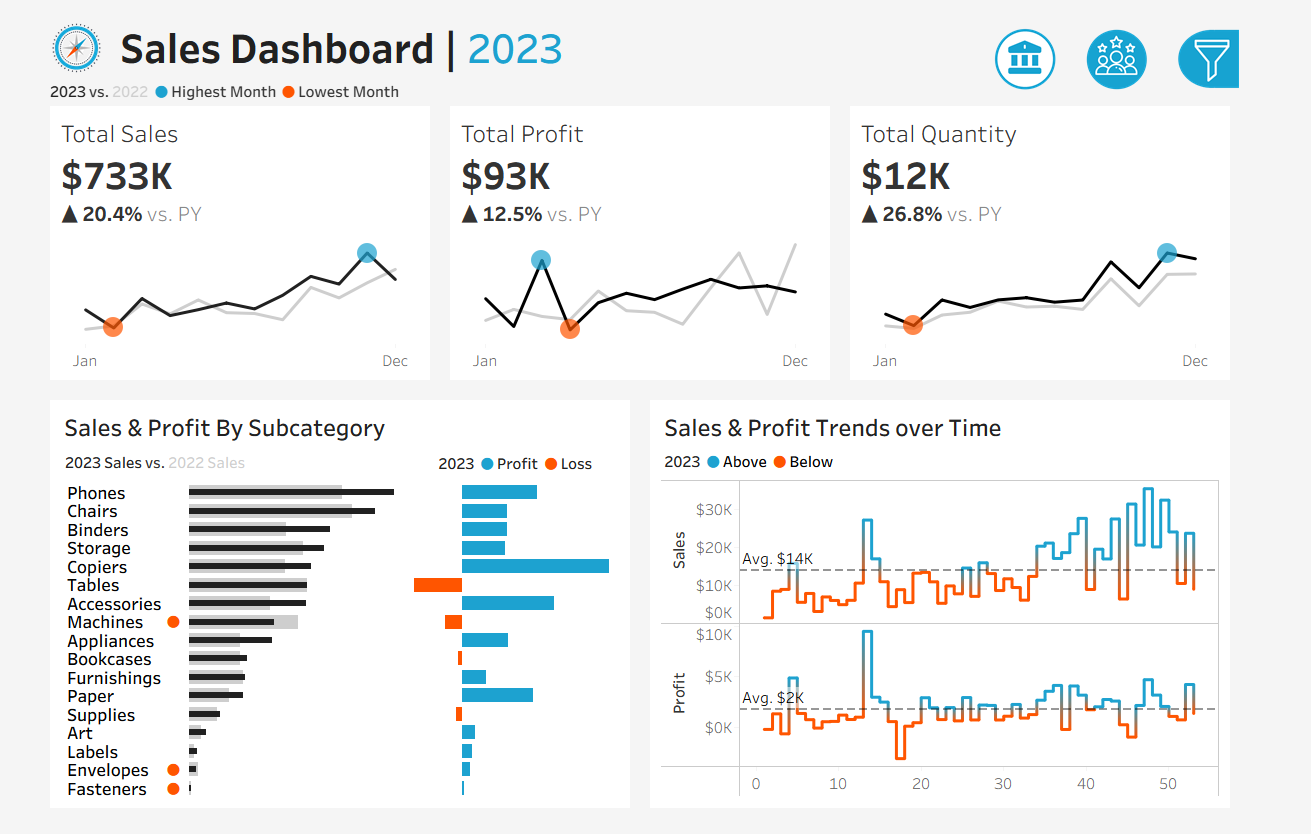 Sales Dashboard | 2023
2023 vs. 2022 Highest Month Lowest Month
Total Sales
$733K
▲ 20.4% vs. PY
Jan Dec
Total Profit
$93K
▲ 12.5% vs. PY
Jan Dec
Total Quantity
$12K
▲ 26.8% vs. PY
Jan Dec
Sales & Profit By Subcategory
2023 Sales vs. 2022 Sales
2023 Profit Loss
Phones
Chairs
Binders
Storage
Copiers
Tables
Accessories
Machines
Appliances
Bookcases
Furnishings
Paper
Supplies
Art
Labels
Envelopes
Fasteners
Sales & Profit Trends over Time
2023 Above Below
Sales
$30K
$20K
Avg. $14K
$10K
$0K
Profit
$10K
$5K
Avg. $2K
$0K
0 10 20 30 40 50